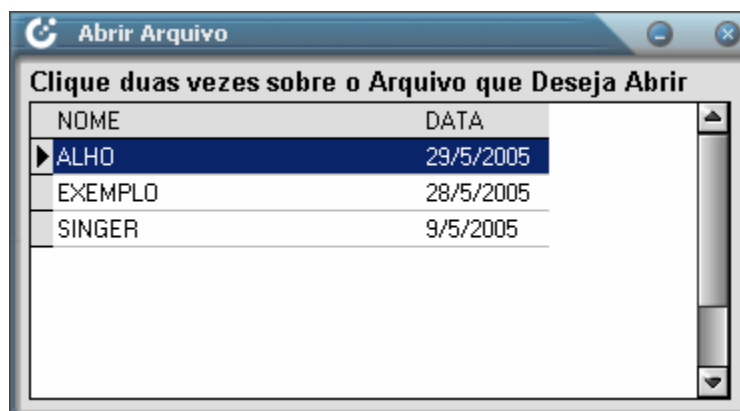 Abrir Arquivo
Clique duas vezes sobre o Arquivo que Deseja Abrir
NOME DATA
ALHO 29/5/2005
EXEMPLO 28/5/2005
SINGER 9/5/2005